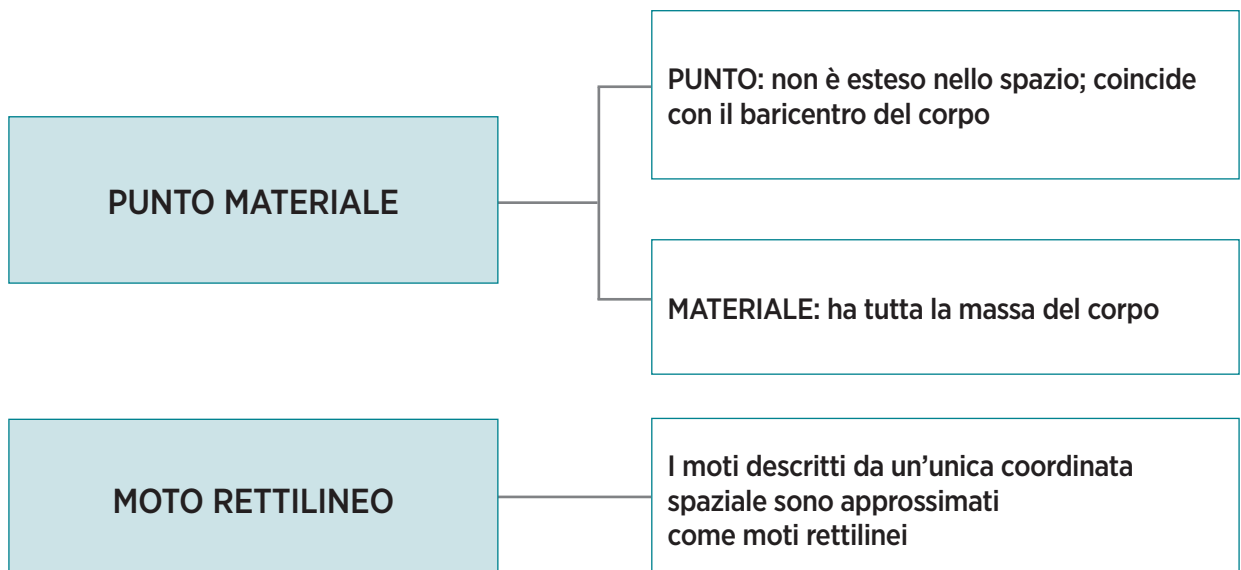 PUNTO MATERIALE
PUNTO: non è esteso nello spazio; coincide
con il baricentro del corpo
MATERIALE: ha tutta la massa del corpo
MOTO RETTILINEO
I moti descritti da un’unica coordinata
spaziale sono approssimati
come moti rettilinei